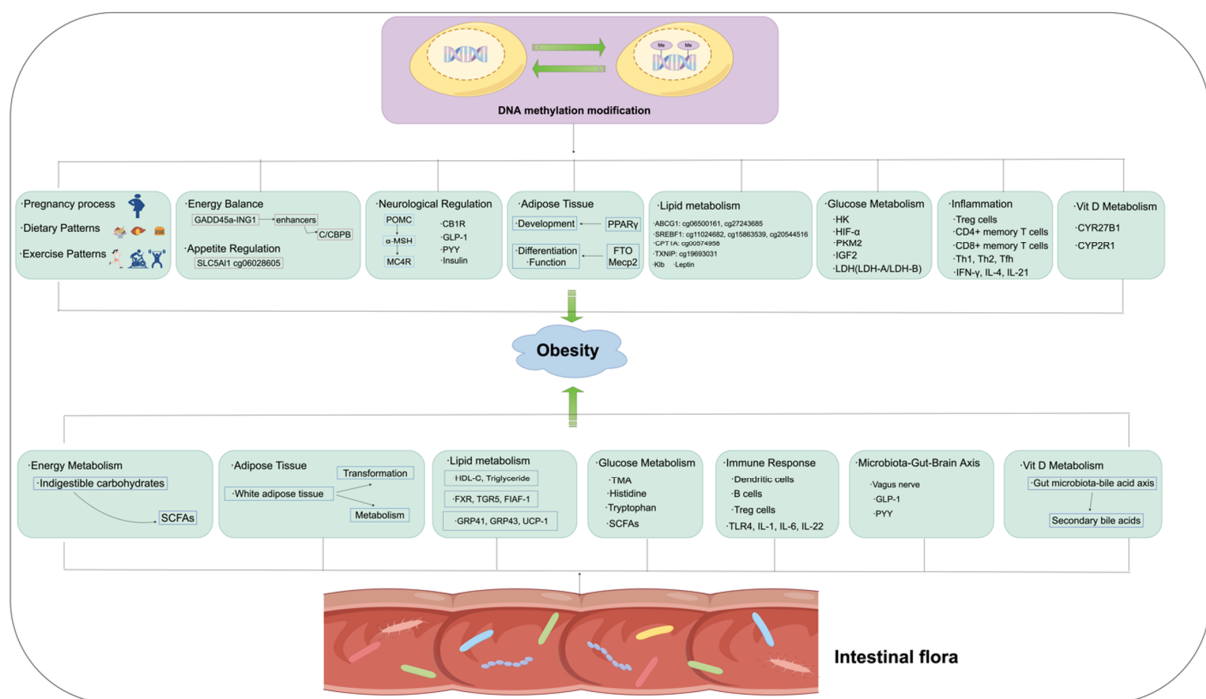 Me Me
DNA methylation modification
·Pregnancy process
·Dietary Patterns
·Exercise Patterns
·Energy Balance
GADD45a-ING1
enhancers
C/CBPB
·Appetite Regulation
SLC5AI1 cg06028605
·Neurological Regulation
POMC
α-MSH
MC4R
·CB1R
·GLP-1
·PYY
·Insulin
·Adipose Tissue
·Development
PPARγ
·Differentiation
·Function
FTO
Mecp2
·Lipid metabolism
·ABCG1: cg06500161, cg27243685
·SREBF1: cg11024682, cg15863539, cg20544516
·CPT1A: cg00574958
·TXNIP: cg19693031
·Klb ·Leptin
·Glucose Metabolism
·HK
·HIF-α
·PKM2
·IGF2
·LDH(LDH-A/LDH-B)
·Inflammation
·Treg cells
·CD4+ memory T cells
·CD8+ memory T cells
·Th1, Th2, Tfh
·IFN-γ, IL-4, IL-21
·Vit D Metabolism
·CYR27B1
·CYP2R1
Obesity
·Energy Metabolism
·Indigestible carbohydrates
SCFAs
·Adipose Tissue
·White adipose tissue
Transformation
Metabolism
·Lipid metabolism
·HDL-C, Triglyceride
·FXR, TGR5, FIAF-1
·GRP41, GRP43, UCP-1
·Glucose Metabolism
·TMA
·Histidine
·Tryptophan
·SCFAs
·Immune Response
·Dendritic cells
·B cells
·Treg cells
·TLR4, IL-1, IL-6, IL-22
·Microbiota-Gut-Brain Axis
·Vagus nerve
·GLP-1
·PYY
·Vit D Metabolism
·Gut microbiota-bile acid axis
Secondary bile acids
Intestinal flora